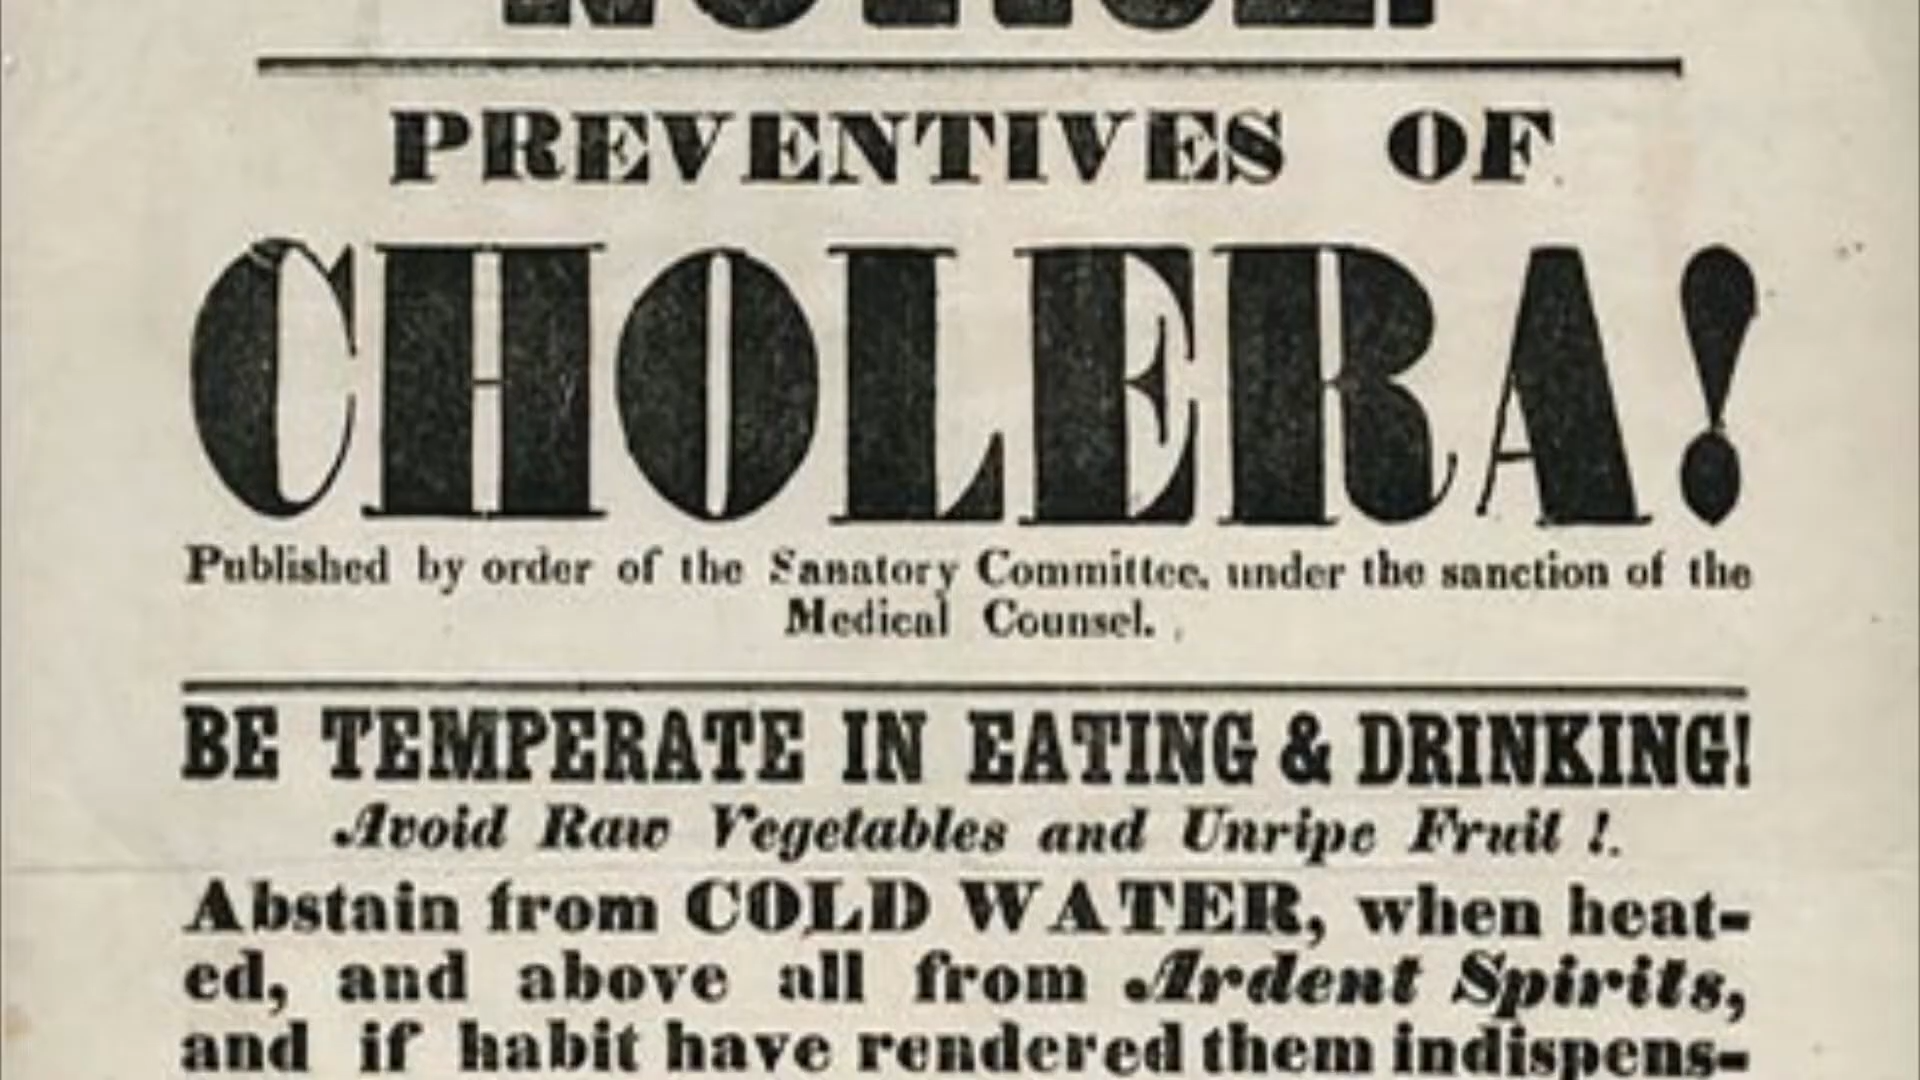 NOTICE.
PREVENTIVES OF
CHOLERA!
Published by order of the Sanatory Committee, under the sanction of the
Medical Counsel.
BE TEMPERATE IN EATING & DRINKING!
Avoid Raw Vegetables and Unripe Fruit !.
Abstain from COLD WATER, when heat-
ed, and above all from Ardent Spirits,
and if habit have rendered them indispens-